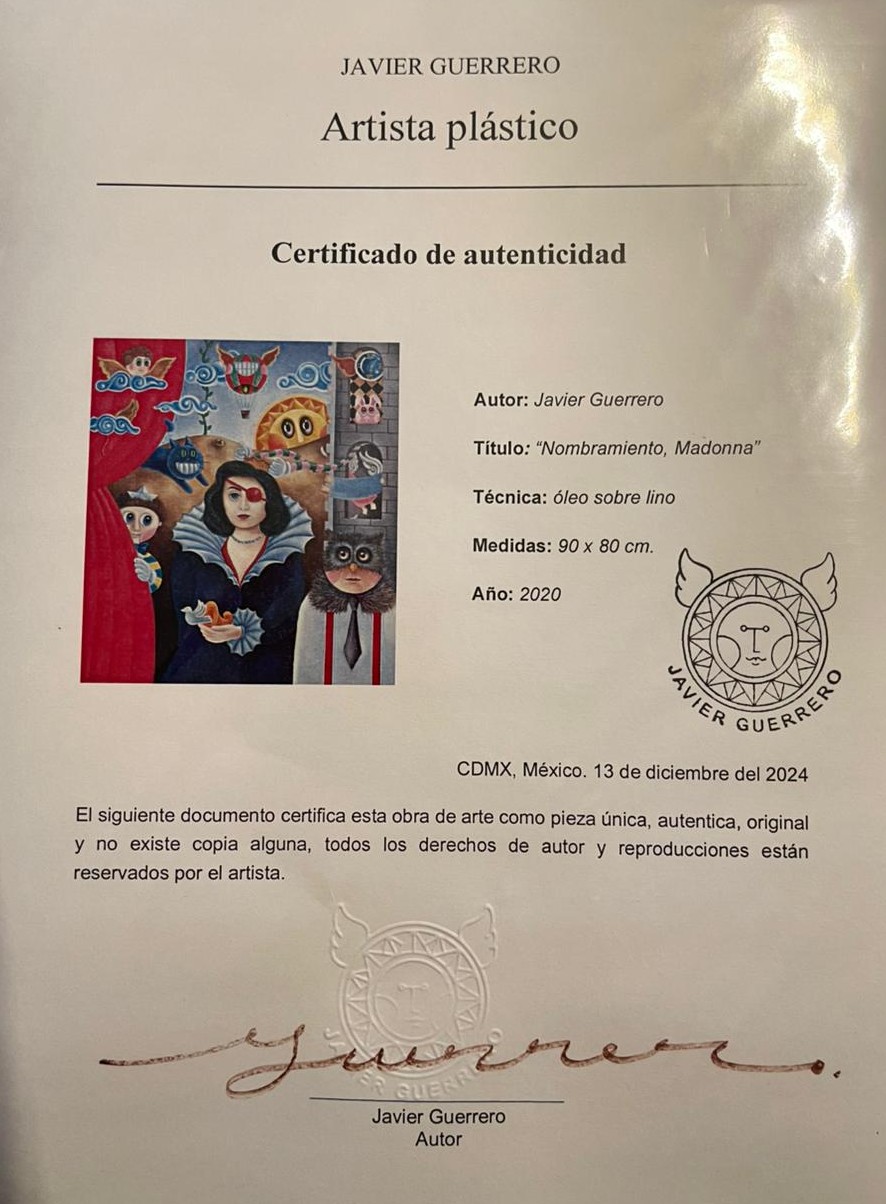 JAVIER GUERRERO
Artista plástico
Certificado de autenticidad
Autor: Javier Guerrero
Título: “Nombramiento, Madonna”
Técnica: óleo sobre lino
Medidas: 90 x 80 cm.
Año: 2020
JAVIER GUERRERO
CDMX, México. 13 de diciembre del 2024
El siguiente documento certifica esta obra de arte como pieza única, autentica, original
y no existe copia alguna, todos los derechos de autor y reproducciones están
reservados por el artista.
JAVIER GUERRERO
Guerrero.
Javier Guerrero
Autor